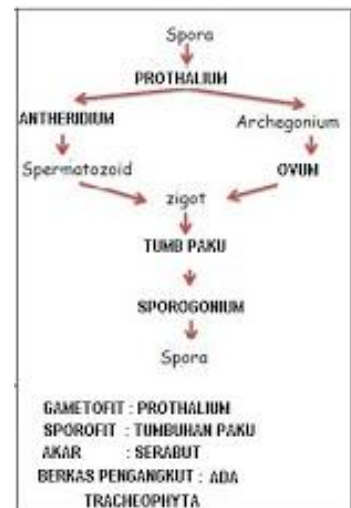 Spora
PROTHALIUM
ANTHERIDIUM Archegonium
Spermatozoid OVUM
zigot
TUMB PAKU
SPOROGONIUM
Spora
GAMETOFIT : PROTHALIUM
SPOROFIT : TUMBUHAN PAKU
AKAR : SERABUT
BERKAS PENGANGKUT : ADA
TRACHEOPHYTA